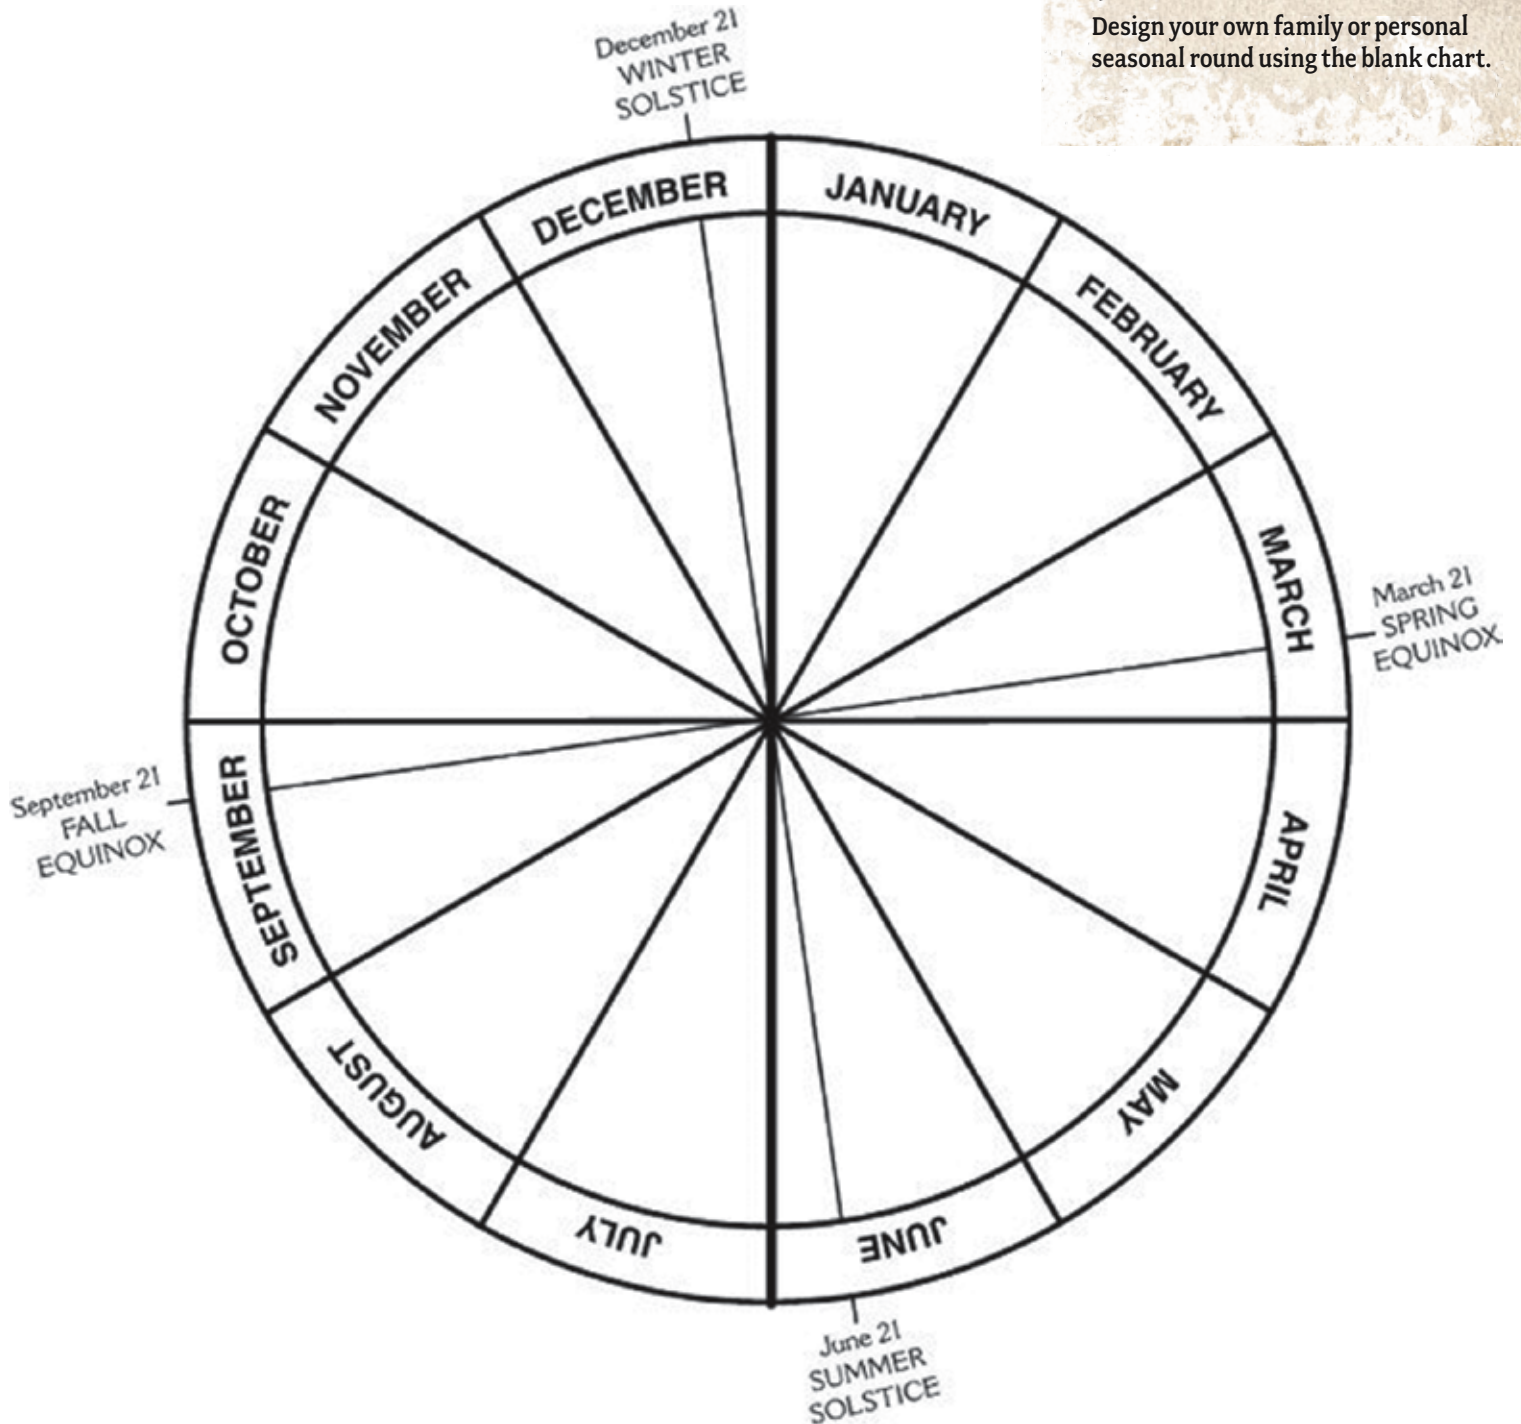 Design your own family or personal
seasonal round using the blank chart.
December 21
WINTER
SOLSTICE
JANUARY
FEBRUARY
MARCH
March 21
SPRING
EQUINOX
APRIL
MAY
JUNE
June 21
SUMMER
SOLSTICE
JULY
AUGUST
SEPTEMBER
September 21
FALL
EQUINOX
OCTOBER
NOVEMBER
DECEMBER